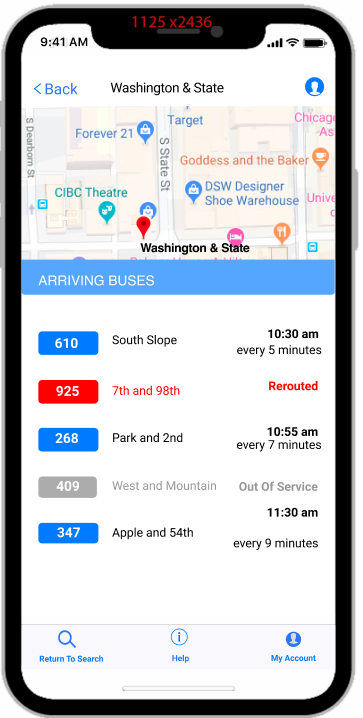 1125 x2436
9:41 AM
Back
Washington & State
Target
Chicag
As
Forever 21
S Dearborn St
S State St
Goddess and the Baker
CIBC Theatre
DSW Designer
Shoe Warehouse
Unive
Washington & State
ARRIVING BUSES
610 South Slope 10:30 am
every 5 minutes
925 7th and 98th Rerouted
268 Park and 2nd 10:55 am
every 7 minutes
409 West and Mountain Out Of Service
11:30 am
347 Apple and 54th
every 9 minutes
Return To Search Help My Account